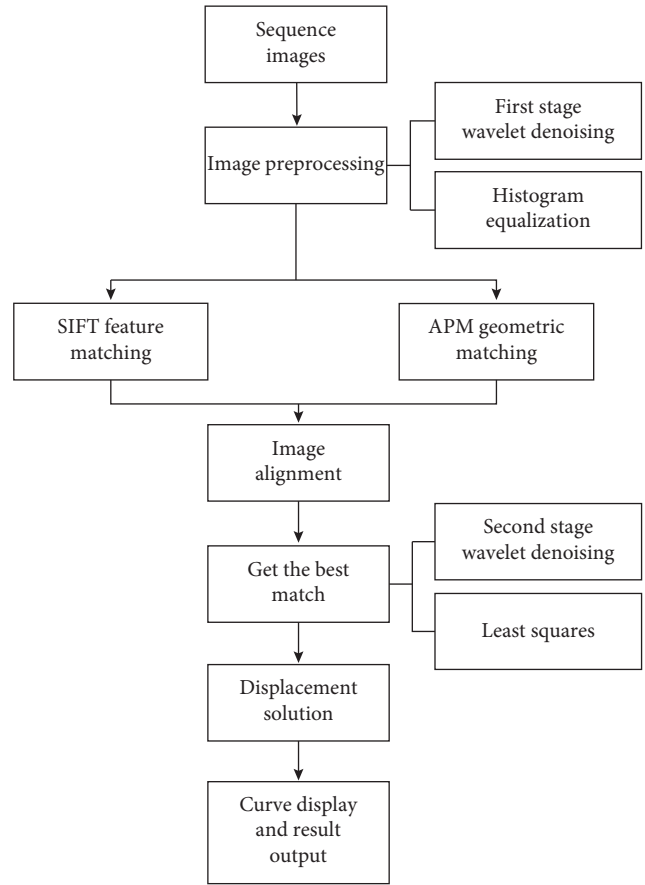 Sequence
images
Image preprocessing
First stage
wavelet denoising
Histogram
equalization
SIFT feature
matching
APM geometric
matching
Image
alignment
Get the best
match
Second stage
wavelet denoising
Least squares
Displacement
solution
Curve display
and result
output